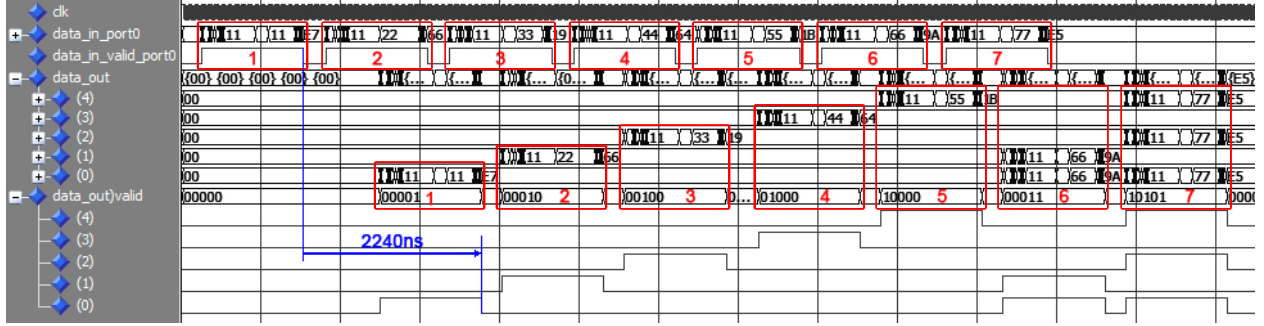 clk
data_in_port0 11 11 E7 11 22 66 11 33 19 11 44 64 11 55 1B 11 66 9A 11 77 E5
data_in_valid_port0 1 2 3 4 5 6 7
data_out {00} {00} {00} {00} {00} {... {... {... {0... {... {... {... {... {... {... {... {... {... {... {E5}
(4) 00 11 55 1B 11 77 E5
(3) 00 11 44 64
(2) 00 11 33 19 11 77 E5
(1) 00 11 22 66 11 66 9A
(0) 00 11 11 E7 11 66 9A 11 77 E5
data_out)valid 00000 00001 1 00010 2 00100 3 0... 01000 4 10000 5 00011 6 10101 7 0000
(4)
(3) 2240ns
(2)
(1)
(0)